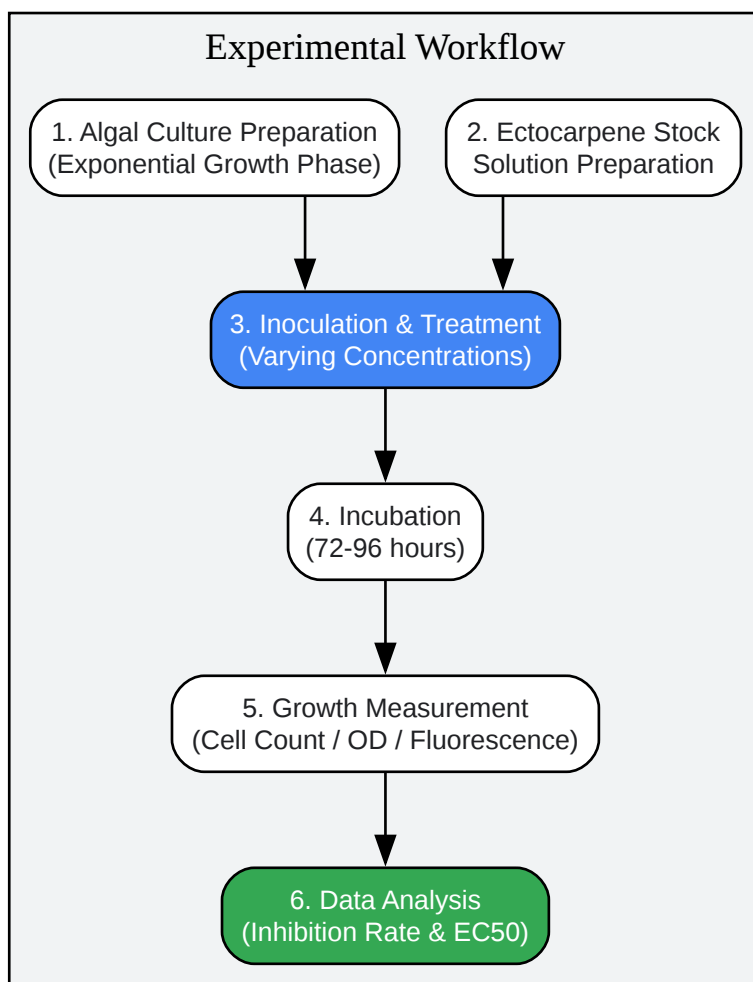 Experimental Workflow
1. Algal Culture Preparation
(Exponential Growth Phase)
2. Ectocarpene Stock
Solution Preparation
3. Inoculation & Treatment
(Varying Concentrations)
4. Incubation
(72-96 hours)
5. Growth Measurement
(Cell Count / OD / Fluorescence)
6. Data Analysis
(Inhibition Rate & EC50)